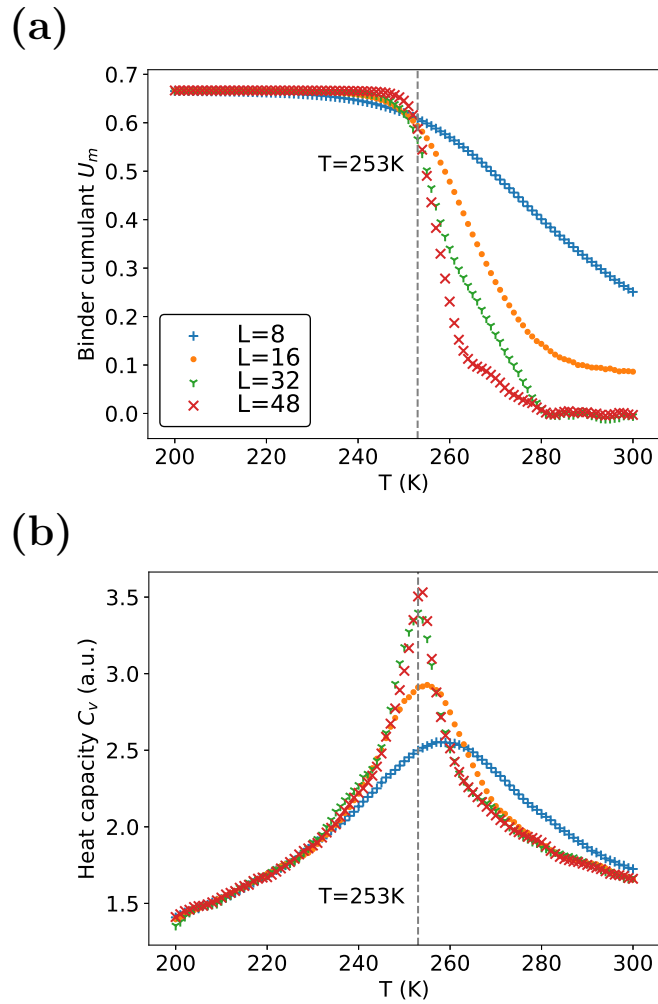 (a)
Binder cumulant U_m
0.7
0.6
0.5
0.4
0.3
0.2
0.1
0.0
T=253K
L=8
L=16
L=32
L=48
200 220 240 260 280 300
T (K)
(b)
Heat capacity C_v (a.u.)
3.5
3.0
2.5
2.0
1.5
T=253K
200 220 240 260 280 300
T (K)